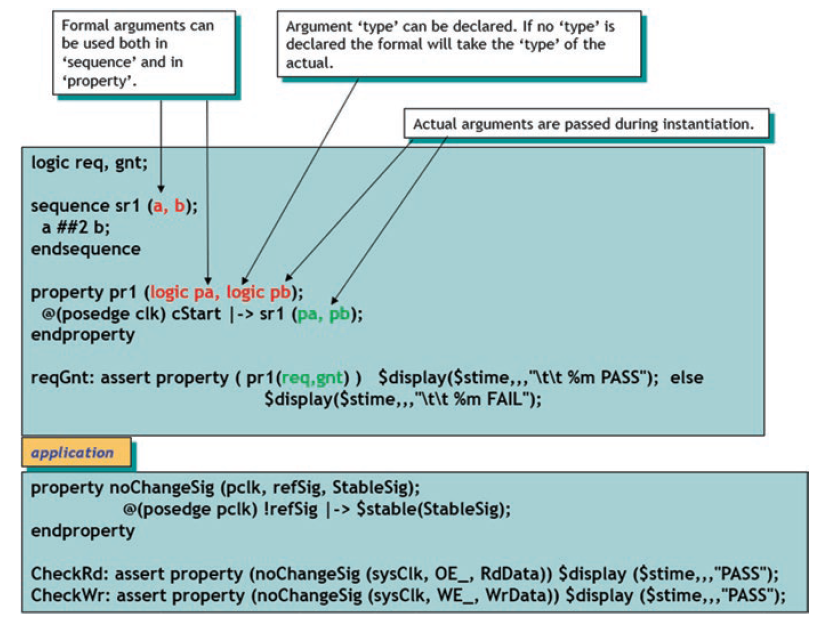 Formal arguments can
be used both in
‘sequence’ and in
‘property’.
Argument ‘type’ can be declared. If no ‘type’ is
declared the formal will take the ‘type’ of the
actual.
Actual arguments are passed during instantiation.
logic req, gnt;
sequence sr1 (a, b);
a ##2 b;
endsequence
property pr1 (logic pa, logic pb);
@(posedge clk) cStart |-> sr1 (pa, pb);
endproperty
reqGnt: assert property ( pr1(req,gnt) ) $display($stime,,,"\t\t %m PASS"); else
$display($stime,,,"\t\t %m FAIL");
application
property noChangeSig (pclk, refSig, StableSig);
@(posedge pclk) !refSig |-> $stable(StableSig);
endproperty
CheckRd: assert property (noChangeSig (sysClk, OE_, RdData)) $display ($stime,,,"PASS");
CheckWr: assert property (noChangeSig (sysClk, WE_, WrData)) $display ($stime,,,"PASS");